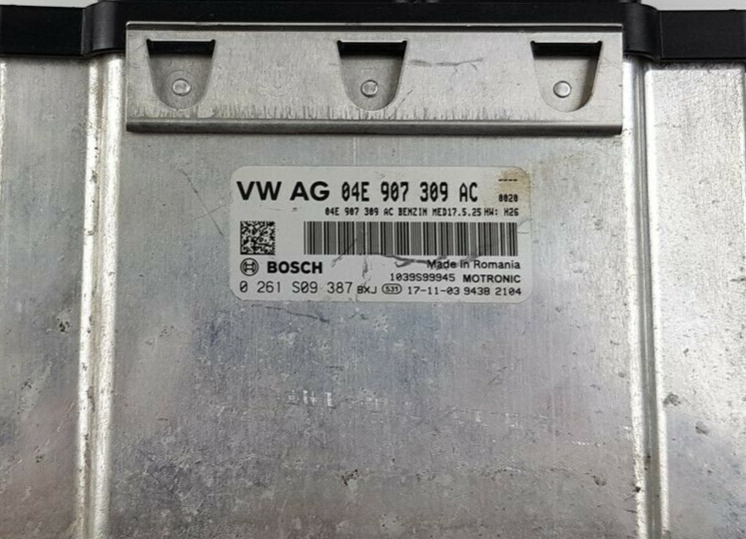 VW AG 04E 907 309 AC ----
0020
04E 907 309 AC BENZIN MED17.5.25 HW: H26
BOSCH Made in Romania
1039S99945 MOTRONIC
0 261 S09 387 BXJ 531 17-11-03 9438 2104